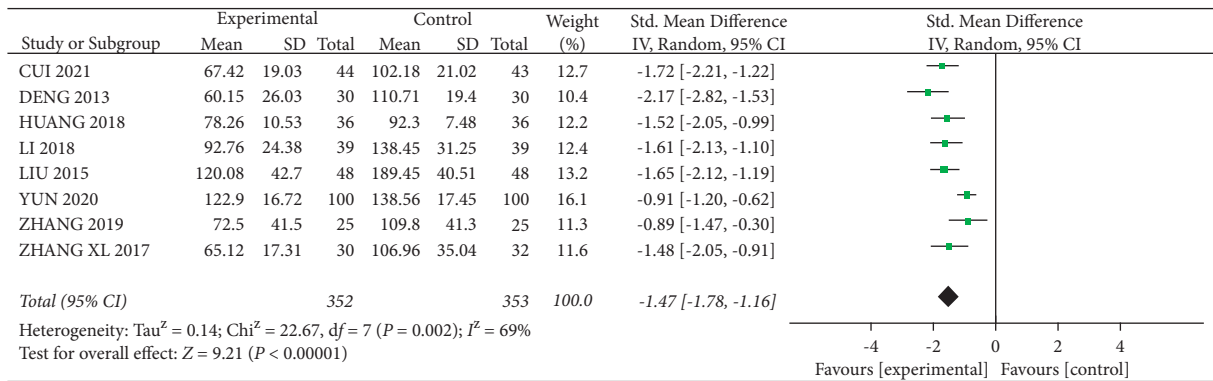 Experimental Control Weight Std. Mean Difference Std. Mean Difference
Study or Subgroup Mean SD Total Mean SD Total (%) IV, Random, 95% CI IV, Random, 95% CI
CUI 2021 67.42 19.03 44 102.18 21.02 43 12.7 -1.72 [-2.21, -1.22]
DENG 2013 60.15 26.03 30 110.71 19.4 30 10.4 -2.17 [-2.82, -1.53]
HUANG 2018 78.26 10.53 36 92.3 7.48 36 12.2 -1.52 [-2.05, -0.99]
LI 2018 92.76 24.38 39 138.45 31.25 39 12.4 -1.61 [-2.13, -1.10]
LIU 2015 120.08 42.7 48 189.45 40.51 48 13.2 -1.65 [-2.12, -1.19]
YUN 2020 122.9 16.72 100 138.56 17.45 100 16.1 -0.91 [-1.20, -0.62]
ZHANG 2019 72.5 41.5 25 109.8 41.3 25 11.3 -0.89 [-1.47, -0.30]
ZHANG XL 2017 65.12 17.31 30 106.96 35.04 32 11.6 -1.48 [-2.05, -0.91]
Total (95% CI) 352 353 100.0 -1.47 [-1.78, -1.16]
Heterogeneity: Tauᶻ = 0.14; Chiᶻ = 22.67, df = 7 (P = 0.002); Iᶻ = 69%
Test for overall effect: Z = 9.21 (P < 0.00001)
-4 -2 0 2 4
Favours [experimental] Favours [control]